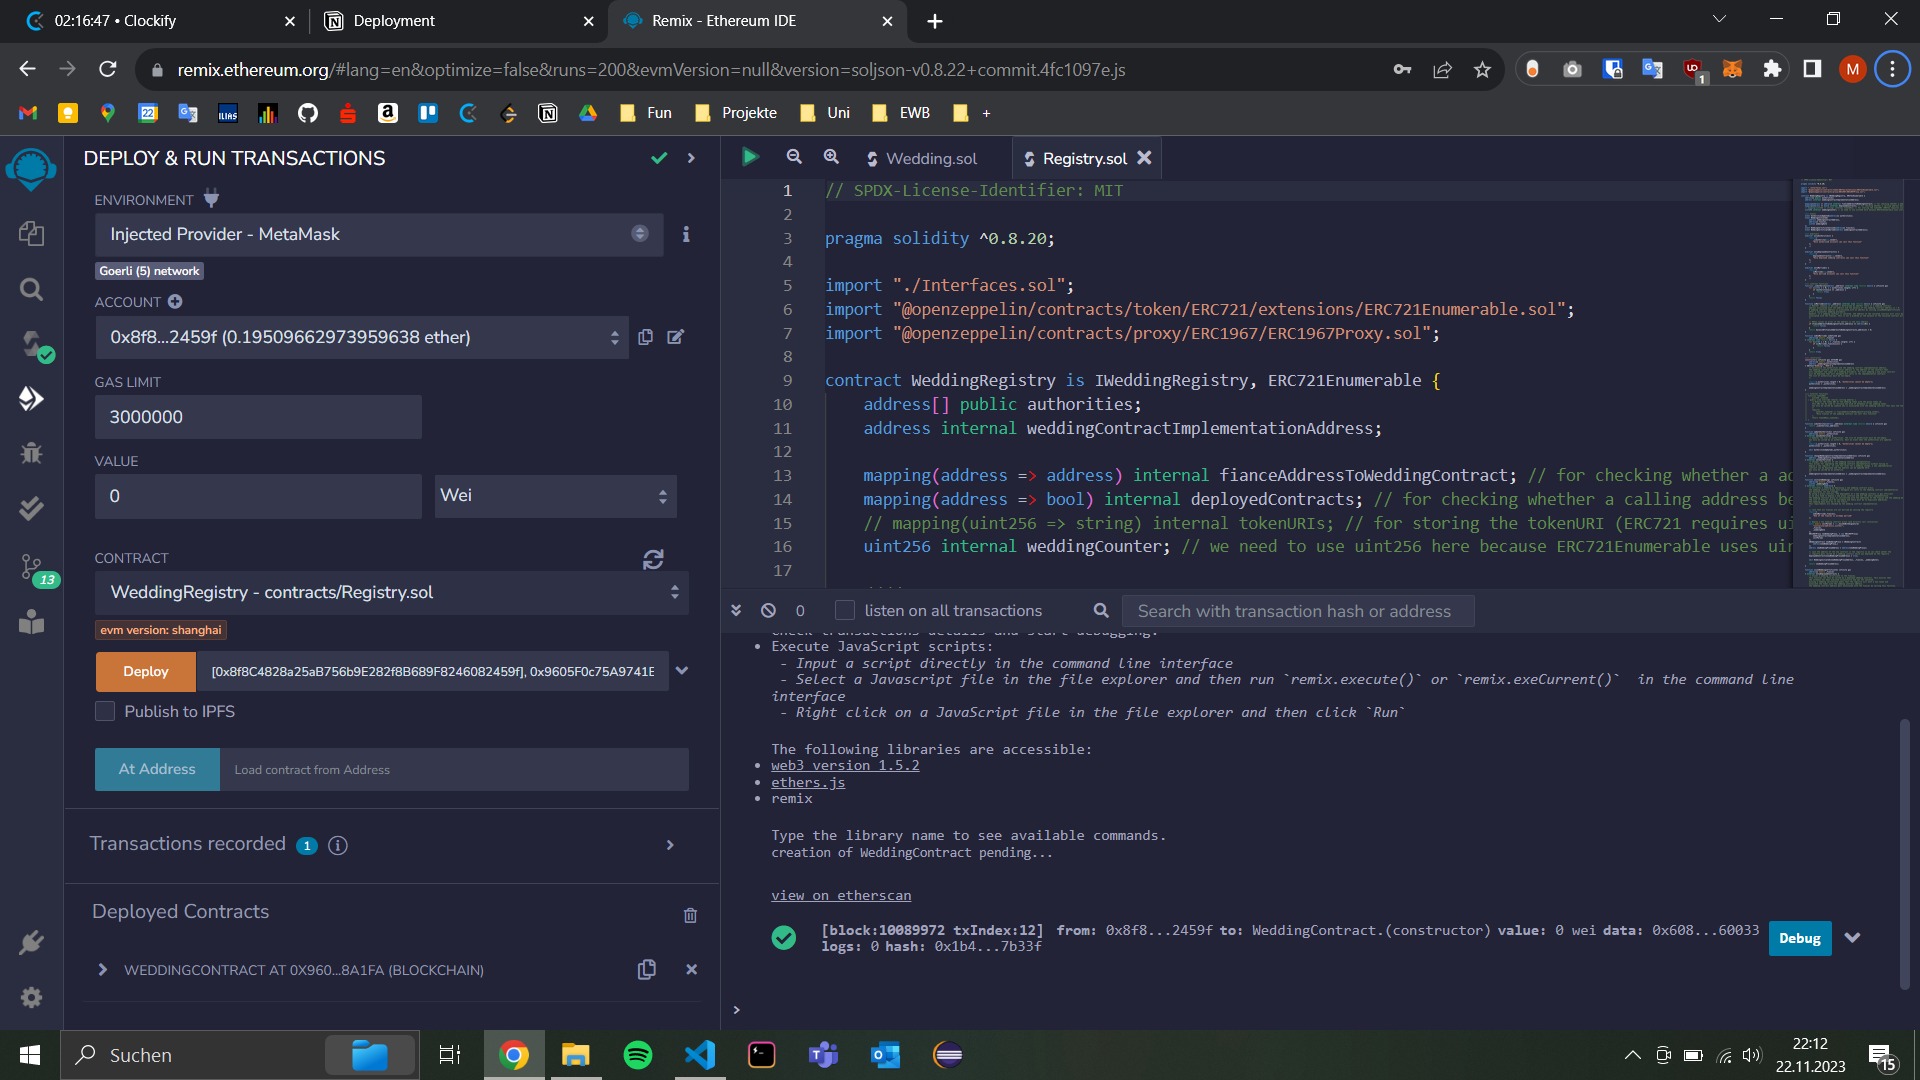 02:16:47 • Clockify
Deployment
Remix - Ethereum IDE
remix.ethereum.org/#lang=en&optimize=false&runs=200&evmVersion=null&version=soljson-v0.8.22+commit.4fc1097e.js
1
M
22
ILIAS
Fun
Projekte
Uni
EWB
+
DEPLOY & RUN TRANSACTIONS
ENVIRONMENT
Injected Provider - MetaMask
Goerli (5) network
ACCOUNT
0x8f8...2459f (0.19509662973959638 ether)
GAS LIMIT
3000000
VALUE
0
Wei
CONTRACT
WeddingRegistry - contracts/Registry.sol
evm version: shanghai
Deploy
[0x8f8C4828a25aB756b9E282f8B689F8246082459f], 0x9605F0c75A9741E
Publish to IPFS
At Address
Load contract from Address
Transactions recorded 1
Deployed Contracts
WEDDINGCONTRACT AT 0X960...8A1FA (BLOCKCHAIN)
13
Wedding.sol
Registry.sol
1 // SPDX-License-Identifier: MIT
2
3 pragma solidity ^0.8.20;
4
5 import "./Interfaces.sol";
6 import "@openzeppelin/contracts/token/ERC721/extensions/ERC721Enumerable.sol";
7 import "@openzeppelin/contracts/proxy/ERC1967/ERC1967Proxy.sol";
8
9 contract WeddingRegistry is IWeddingRegistry, ERC721Enumerable {
10 address[] public authorities;
11 address internal weddingContractImplementationAddress;
12
13 mapping(address => address) internal fianceAddressToWeddingContract; // for checking whether a ad
14 mapping(address => bool) internal deployedContracts; // for checking whether a calling address be
15 // mapping(uint256 => string) internal tokenURIs; // for storing the tokenURI (ERC721 requires ui
16 uint256 internal weddingCounter; // we need to use uint256 here because ERC721Enumerable uses uin
17
0
listen on all transactions
Search with transaction hash or address
Check transactions details and start debugging.
• Execute JavaScript scripts:
- Input a script directly in the command line interface
- Select a Javascript file in the file explorer and then run `remix.execute()` or `remix.exeCurrent()` in the command line
interface
- Right click on a JavaScript file in the file explorer and then click `Run`
The following libraries are accessible:
• web3 version 1.5.2
• ethers.js
• remix
Type the library name to see available commands.
creation of WeddingContract pending...
view on etherscan
[block:10089972 txIndex:12] from: 0x8f8...2459f to: WeddingContract.(constructor) value: 0 wei data: 0x608...60033
logs: 0 hash: 0x1b4...7b33f
Debug
>
Suchen
22:12
22.11.2023
15